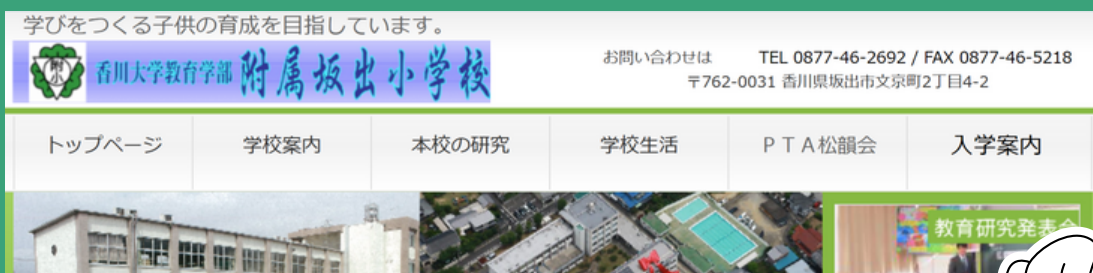 学びをつくる子供の育成を目指しています。
附小
香川大学教育学部 附属坂出小学校
お問い合わせは TEL 0877-46-2692 / FAX 0877-46-5218
〒762-0031 香川県坂出市文京町2丁目4-2
トップページ 学校案内 本校の研究 学校生活 PTA松韻会 入学案内
教育研究発表会